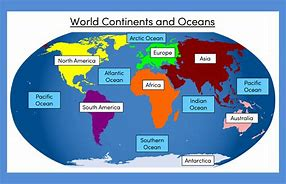 World Continents and Oceans
Arctic Ocean
North America
Europe
Asia
Atlantic
Ocean
Africa
Pacific
Ocean
Pacific
Ocean
South America
Indian
Ocean
Australia
Southern
Ocean
Antarctica